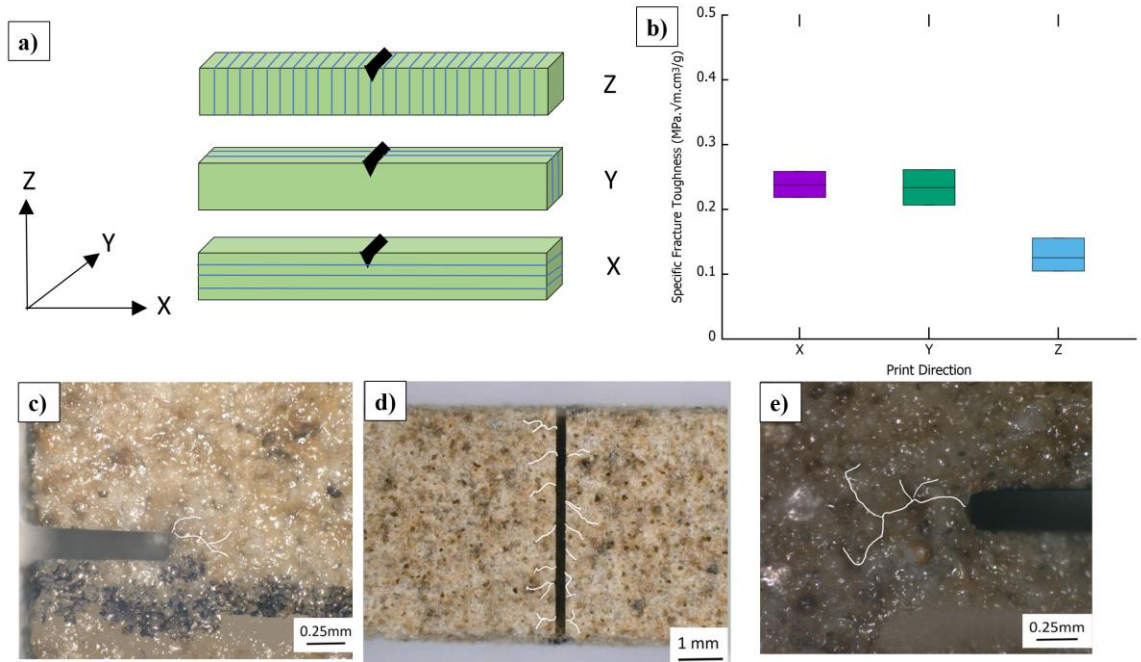 a)
Z
Y
X
Z
Y
X
b)
Specific Fracture Toughness (MPa.√m.cm³/g)
0.5
0.4
0.3
0.2
0.1
0
X Y Z
Print Direction
c)
0.25mm
d)
1 mm
e)
0.25mm